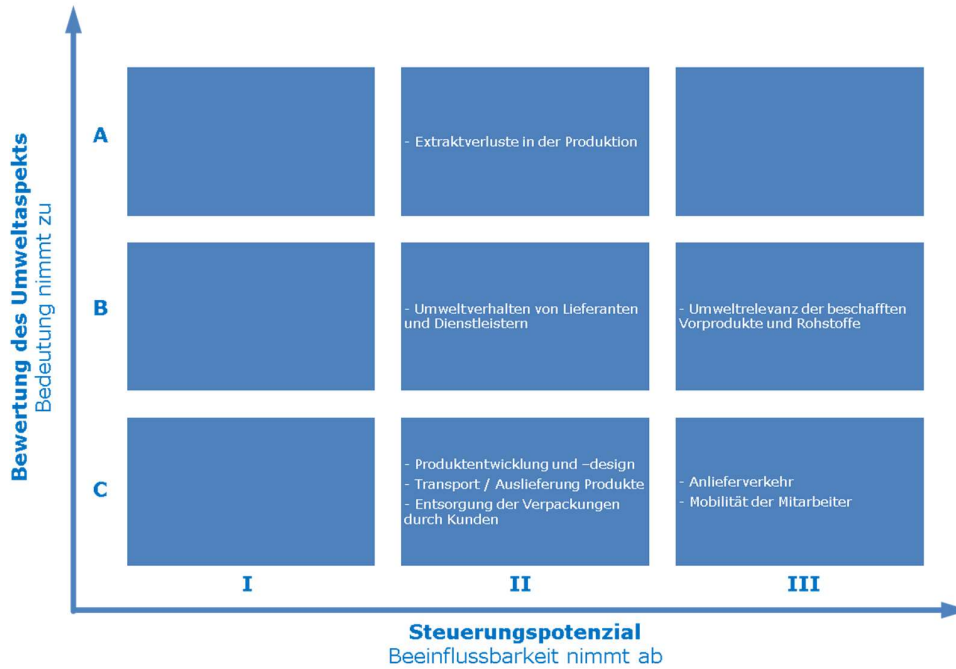 Bewertung des Umweltaspekts
Bedeutung nimmt zu
A
- Extraktverluste in der Produktion
B
- Umweltverhalten von Lieferanten
und Dienstleistern
- Umweltrelevanz der beschafften
Vorprodukte und Rohstoffe
C
- Produktentwicklung und –design
- Transport / Auslieferung Produkte
- Entsorgung der Verpackungen
durch Kunden
- Anlieferverkehr
- Mobilität der Mitarbeiter
I
II
III
Steuerungspotenzial
Beeinflussbarkeit nimmt ab